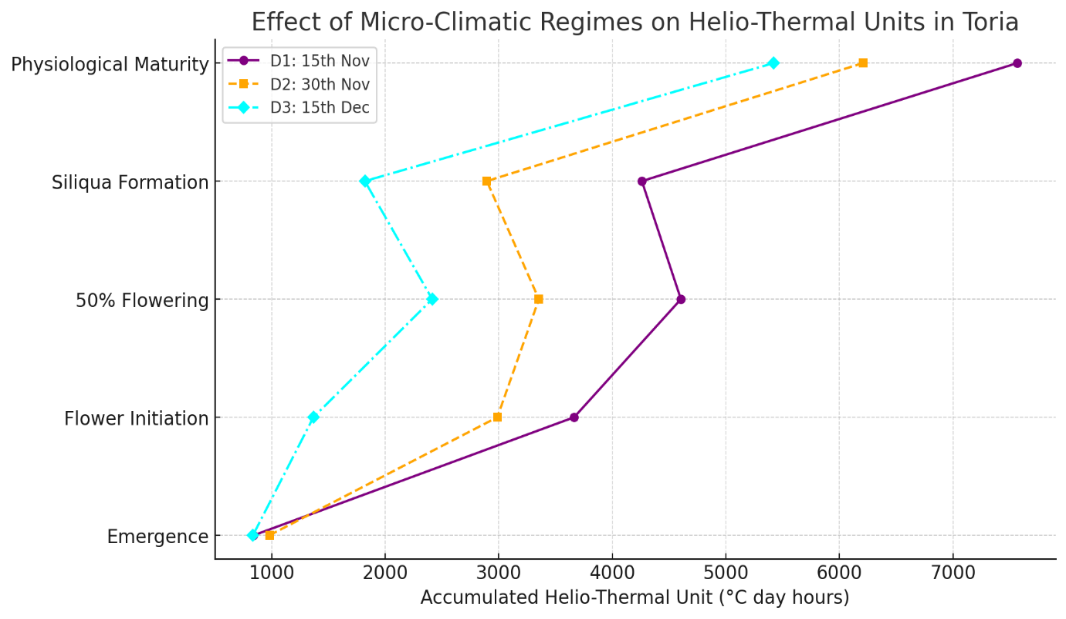 Effect of Micro-Climatic Regimes on Helio-Thermal Units in Toria
D1: 15th Nov
D2: 30th Nov
D3: 15th Dec
Physiological Maturity
Siliqua Formation
50% Flowering
Flower Initiation
Emergence
1000 2000 3000 4000 5000 6000 7000
Accumulated Helio-Thermal Unit (°C day hours)